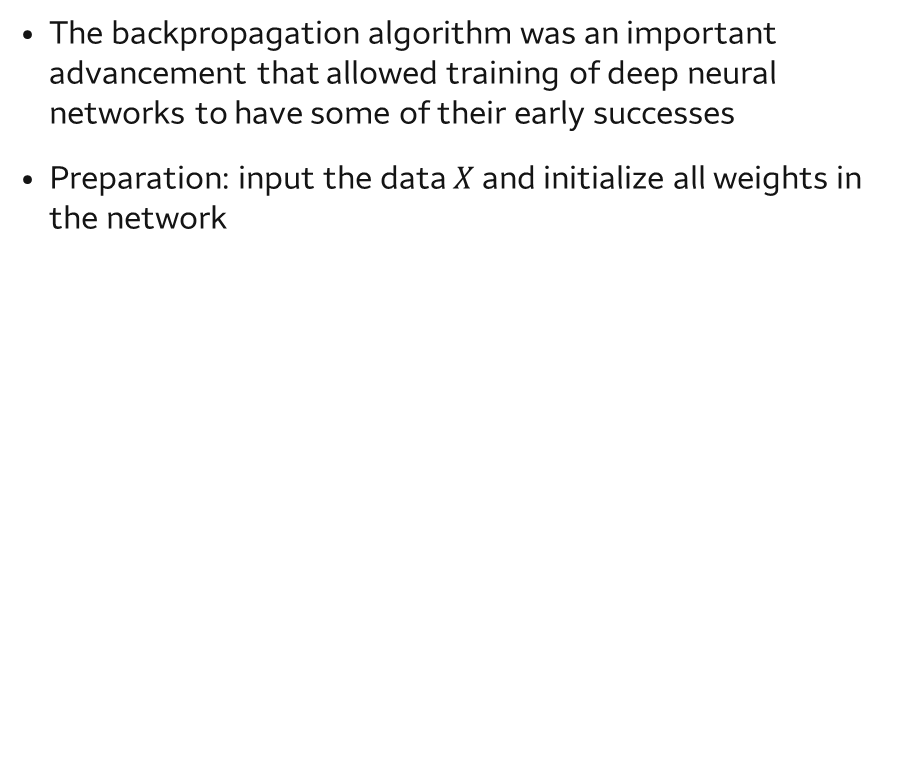 • The backpropagation algorithm was an important
advancement that allowed training of deep neural
networks to have some of their early successes
• Preparation: input the data X and initialize all weights in
the network